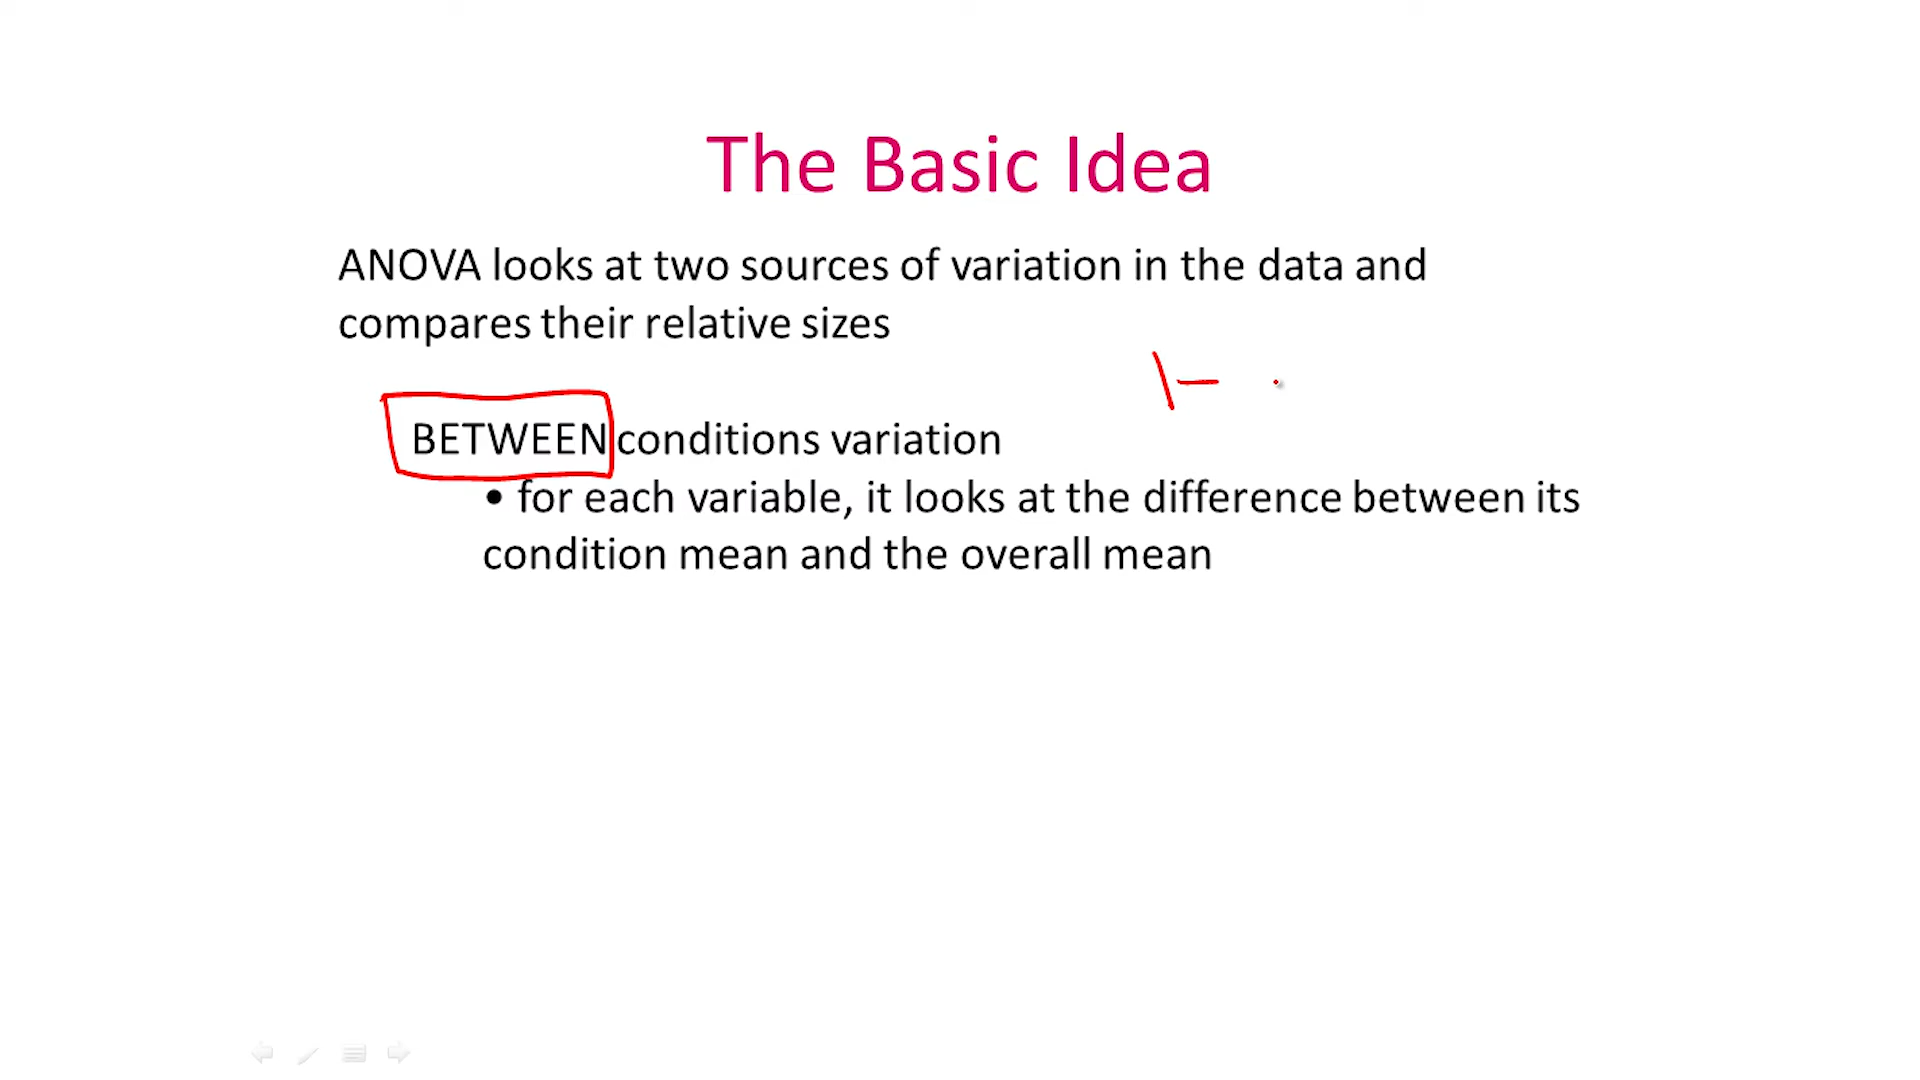 The Basic Idea
ANOVA looks at two sources of variation in the data and
compares their relative sizes
BETWEEN conditions variation
• for each variable, it looks at the difference between its
condition mean and the overall mean